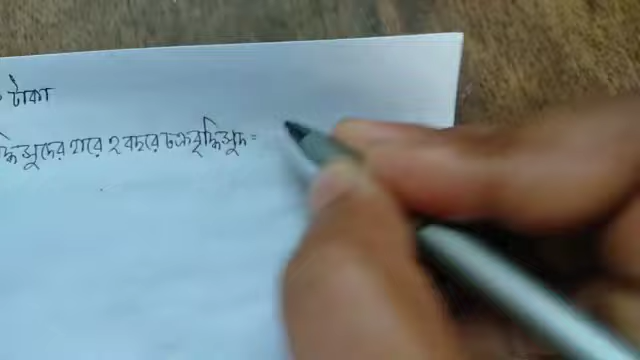 টাকা
দ্ধিসুদের হারে ২ বছরে চক্রবৃদ্ধিসুদ =